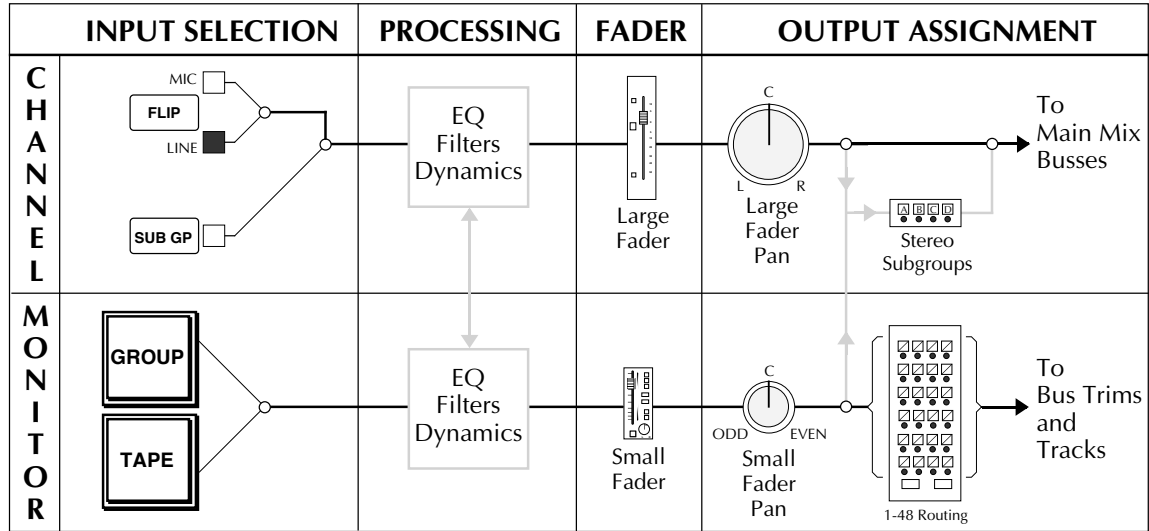 INPUT SELECTION
PROCESSING
FADER
OUTPUT ASSIGNMENT
CHANNEL
MIC
FLIP
LINE
SUB GP
EQ
Filters
Dynamics
Large
Fader
C
L R
Large
Fader
Pan
A B C D
Stereo
Subgroups
To
Main Mix
Busses
MONITOR
GROUP
TAPE
EQ
Filters
Dynamics
Small
Fader
C
ODD EVEN
Small
Fader
Pan
1-48 Routing
To
Bus Trims
and
Tracks